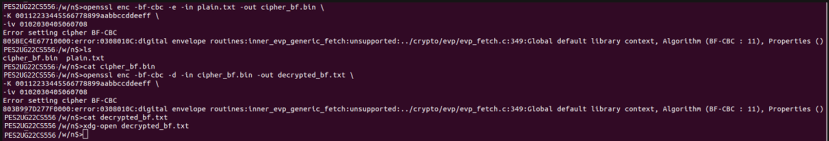 PES2UG22CS556 /w/n$>openssl enc -bf-cbc -e -in plain.txt -out cipher_bf.bin \
-K 00112233445566778899aabbccddeeff \
-iv 0102030405060708
Error setting cipher BF-CBC
805BEC4E67710000:error:0308010C:digital envelope routines:inner_evp_generic_fetch:unsupported:../crypto/evp/evp_fetch.c:349:Global default library context, Algorithm (BF-CBC : 11), Properties ()
PES2UG22CS556 /w/n$>ls
cipher_bf.bin  plain.txt
PES2UG22CS556 /w/n$>cat cipher_bf.bin
PES2UG22CS556 /w/n$>openssl enc -bf-cbc -d -in cipher_bf.bin -out decrypted_bf.txt \
-K 00112233445566778899aabbccddeeff \
-iv 0102030405060708
Error setting cipher BF-CBC
803B997D277F0000:error:0308010C:digital envelope routines:inner_evp_generic_fetch:unsupported:../crypto/evp/evp_fetch.c:349:Global default library context, Algorithm (BF-CBC : 11), Properties ()
PES2UG22CS556 /w/n$>cat decrypted_bf.txt
PES2UG22CS556 /w/n$>xdg-open decrypted_bf.txt
PES2UG22CS556 /w/n$>